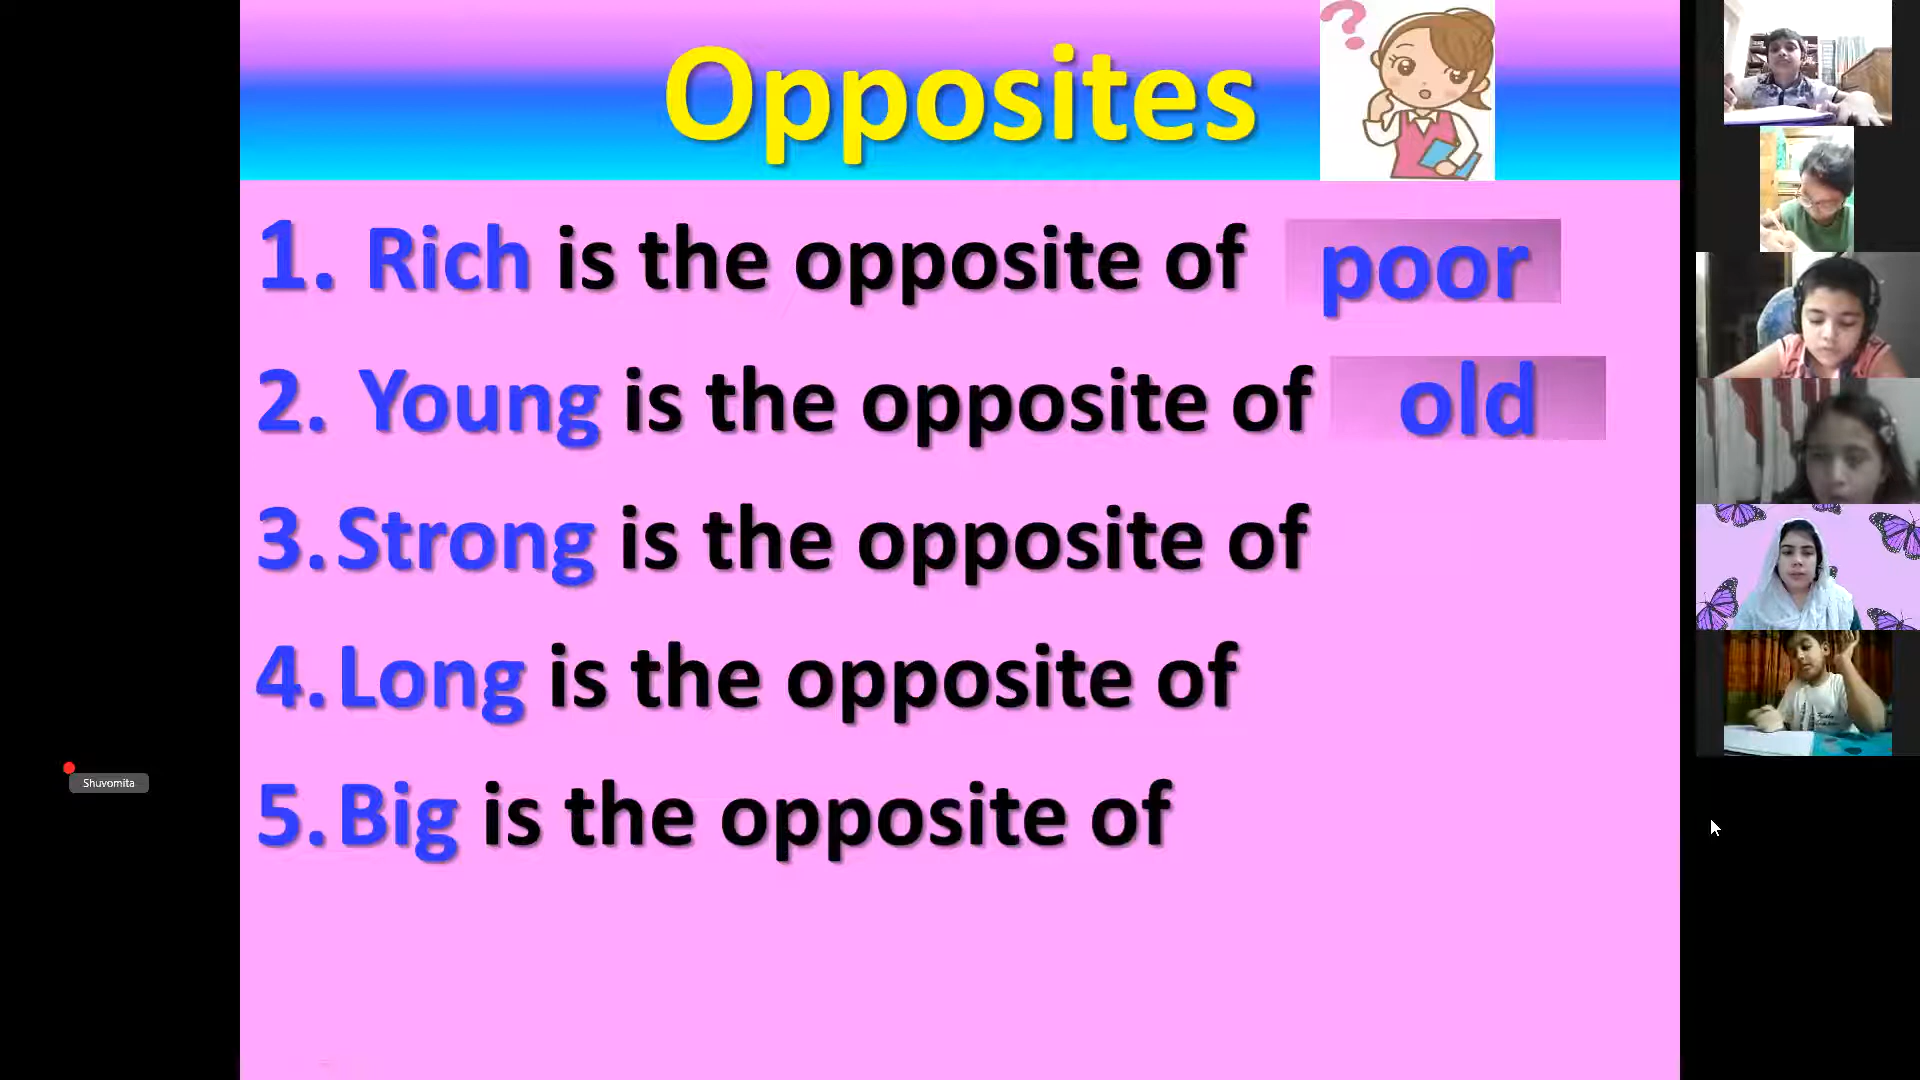 Opposites
?
1. Rich is the opposite of poor
2. Young is the opposite of old
3. Strong is the opposite of
4. Long is the opposite of
5. Big is the opposite of
Shuvomita